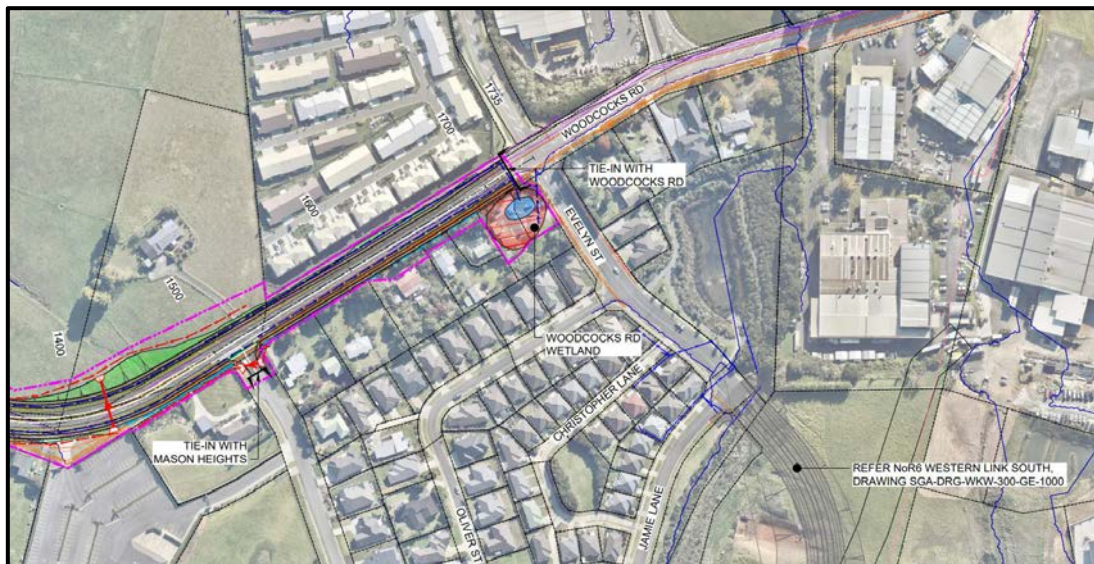 1735
WOODCOCKS RD
1700
TIE-IN WITH
WOODCOCKS RD
1600
EVELYN ST
1500
1400
WOODCOCKS RD
WETLAND
CHRISTOPHER LANE
TIE-IN WITH
MASON HEIGHTS
REFER NoR6 WESTERN LINK SOUTH,
DRAWING SGA-DRG-WKW-300-GE-1000
OLIVER ST
JAMIE LANE